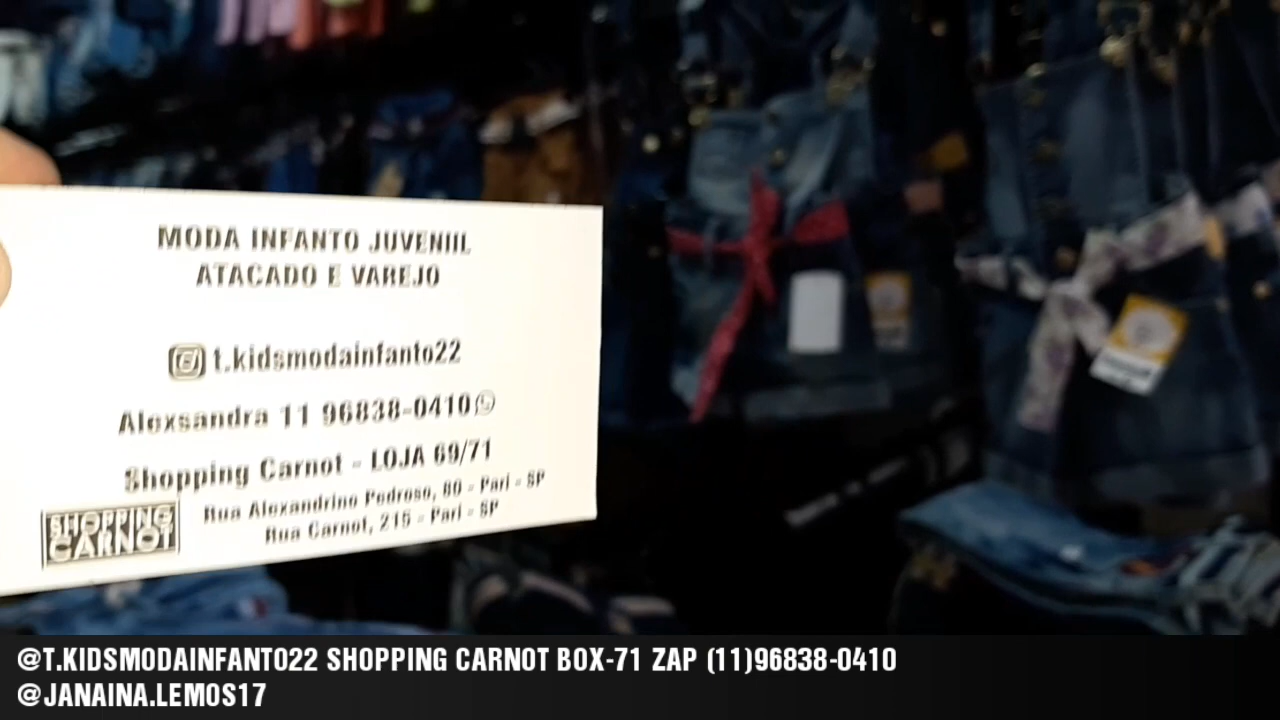 MODA INFANTO JUVENIIL
ATACADO E VAREJO
t.kidsmodainfanto22
Alexsandra 11 96838-0410
Shopping Carnot - LOJA 69/71
Rua Alexandrino Pedroso, 80 - Pari - SP
Rua Carnot, 215 - Pari - SP
SHOPPING
CARNOT
@T.KIDSMODAINFANTO22 SHOPPING CARNOT BOX-71 ZAP (11)96838-0410
@JANAINA.LEMOS17